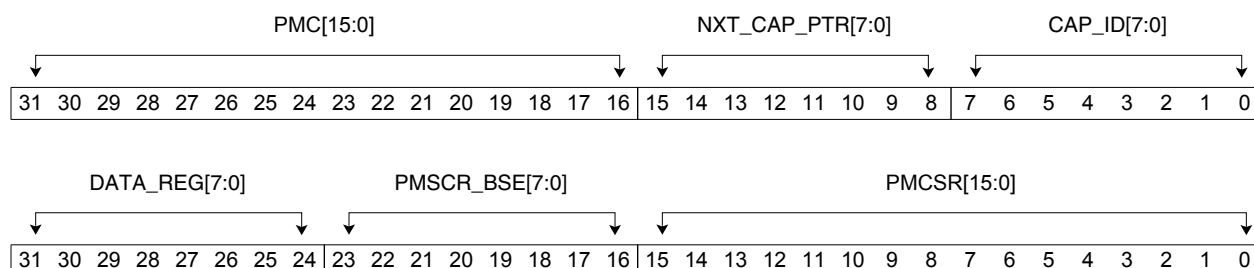 PMC[15:0] NXT_CAP_PTR[7:0] CAP_ID[7:0]
31 30 29 28 27 26 25 24 23 22 21 20 19 18 17 16 15 14 13 12 11 10 9 8 7 6 5 4 3 2 1 0
DATA_REG[7:0] PMSCR_BSE[7:0] PMCSR[15:0]
31 30 29 28 27 26 25 24 23 22 21 20 19 18 17 16 15 14 13 12 11 10 9 8 7 6 5 4 3 2 1 0